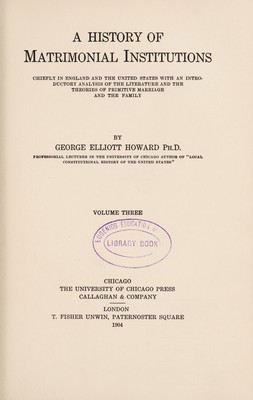 A HISTORY OF
MATRIMONIAL INSTITUTIONS
CHIEFLY IN ENGLAND AND THE UNITED STATES WITH AN INTRO-
DUCTORY ANALYSIS OF THE LITERATURE AND THE
THEORIES OF PRIMITIVE MARRIAGE
AND THE FAMILY
BY
GEORGE ELLIOTT HOWARD PH.D.
PROFESSORIAL LECTURER IN THE UNIVERSITY OF CHICAGO AUTHOR OF "LOCAL
CONSTITUTIONAL HISTORY OF THE UNITED STATES"
VOLUME THREE
EUGENICS EDUCATION
LIBRARY BOOK
CHICAGO
THE UNIVERSITY OF CHICAGO PRESS
CALLAGHAN & COMPANY
LONDON
T. FISHER UNWIN, PATERNOSTER SQUARE
1904